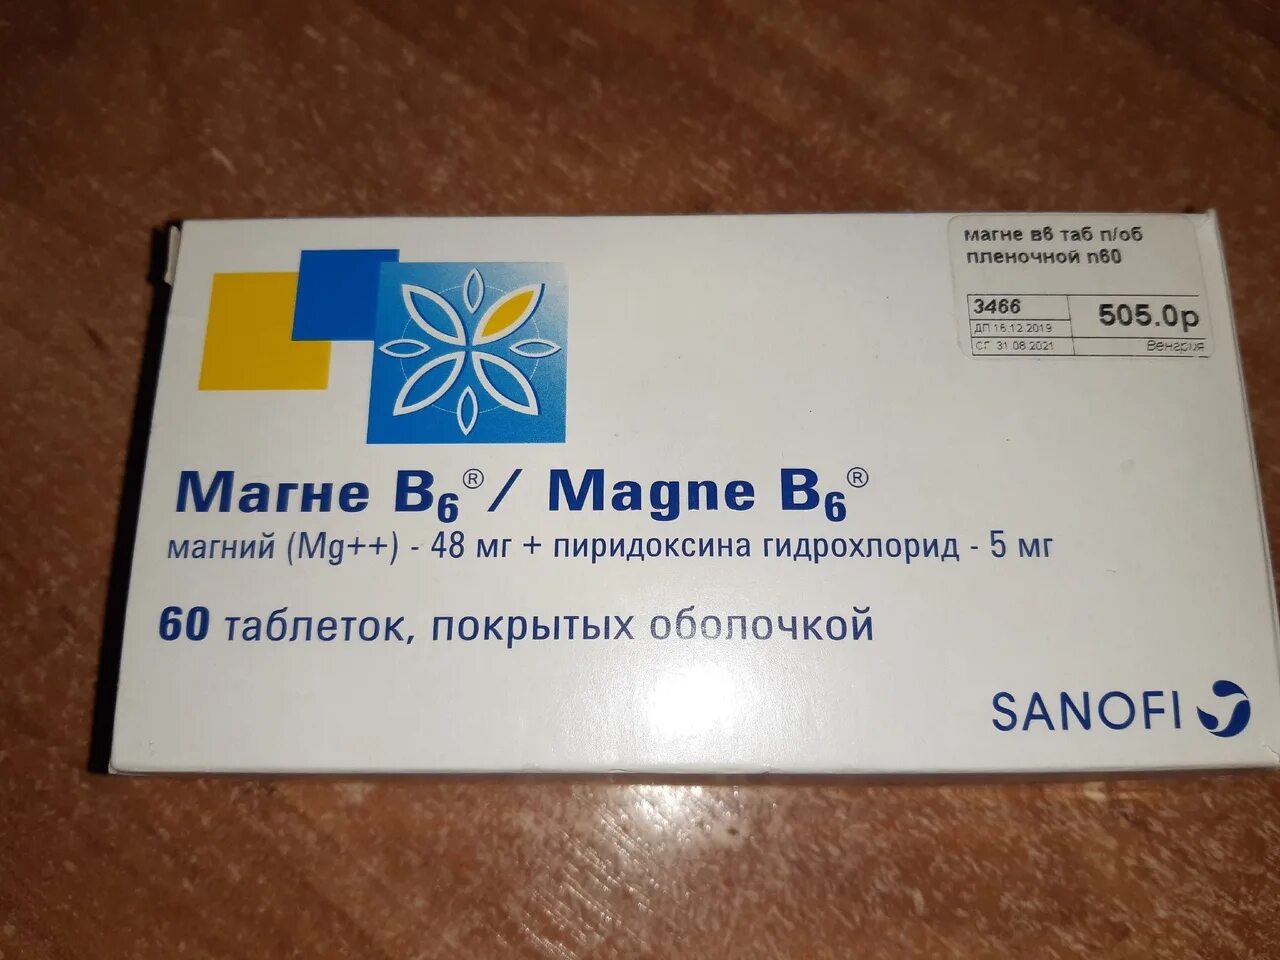 магне в6 таб п/об
пленочной n60
3466
505.0р
ДП 16.12.2019
СГ 31.08.2021
Венгрия
Магне B6® / Magne B6®
магний (Mg++) - 48 мг + пиридоксина гидрохлорид - 5 мг
60 таблеток, покрытых оболочкой
SANOFI